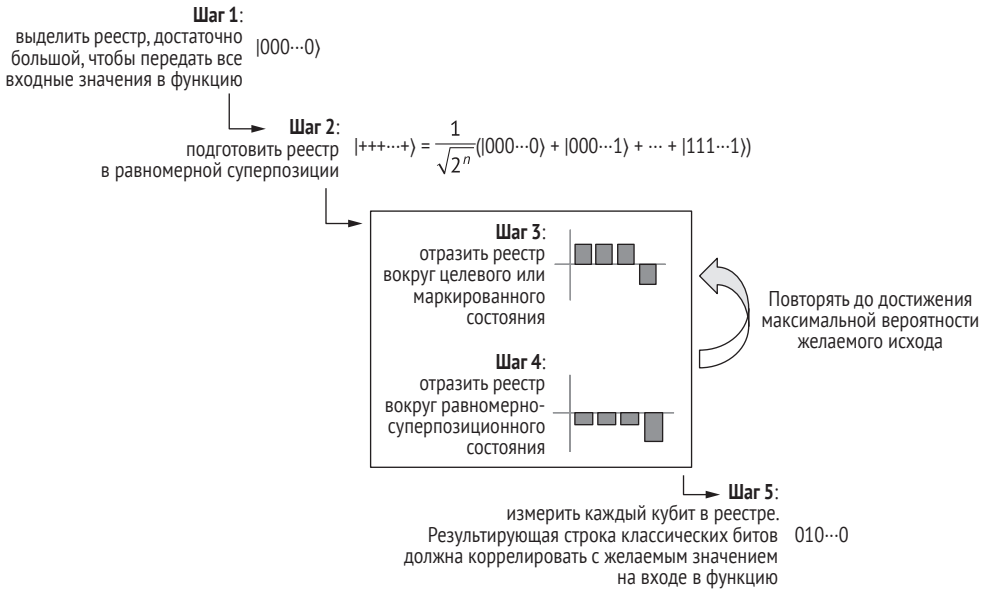 Шаг 1:
выделить реестр, достаточно
большой, чтобы передать все
входные значения в функцию
|000···0⟩
Шаг 2:
подготовить реестр
в равномерной суперпозиции
|+++···+⟩ = 1/√2ⁿ(|000···0⟩ + |000···1⟩ + ··· + |111···1⟩)
Шаг 3:
отразить реестр
вокруг целевого или
маркированного
состояния
Шаг 4:
отразить реестр
вокруг равномерно-
суперпозиционного
состояния
Повторять до достижения
максимальной вероятности
желаемого исхода
Шаг 5:
измерить каждый кубит в реестре.
Результирующая строка классических битов
должна коррелировать с желаемым значением
на входе в функцию
010···0